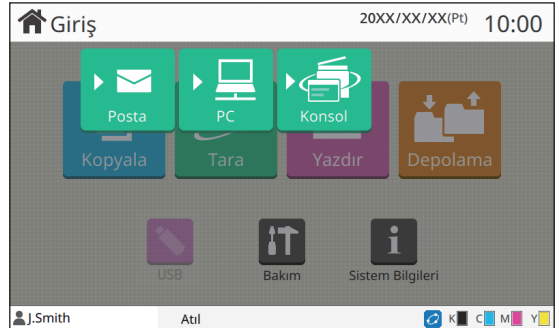 Giriş 20XX/XX/XX(Pt) 10:00
Posta PC Konsol
Kopyala Tara Yazdır Depolama
USB Bakım Sistem Bilgileri
J.Smith Atıl K C M Y